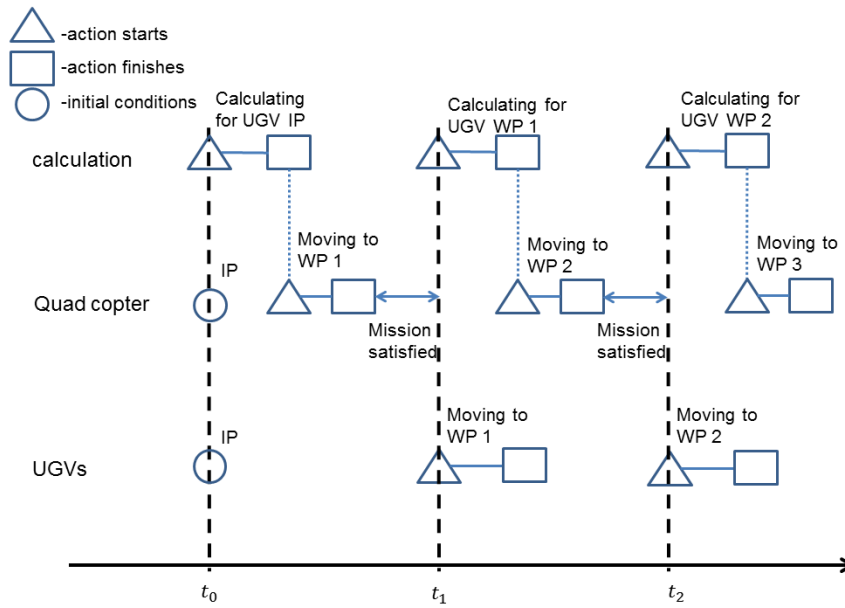 -action starts
-action finishes
-initial conditions
Calculating
for UGV IP
Calculating for
UGV WP 1
Calculating for
UGV WP 2
calculation
Moving to
WP 1
Moving to
WP 2
Moving to
WP 3
IP
Quad copter
Mission
satisfied
Mission
satisfied
IP
Moving to
WP 1
Moving to
WP 2
UGVs
t₀
t₁
t₂